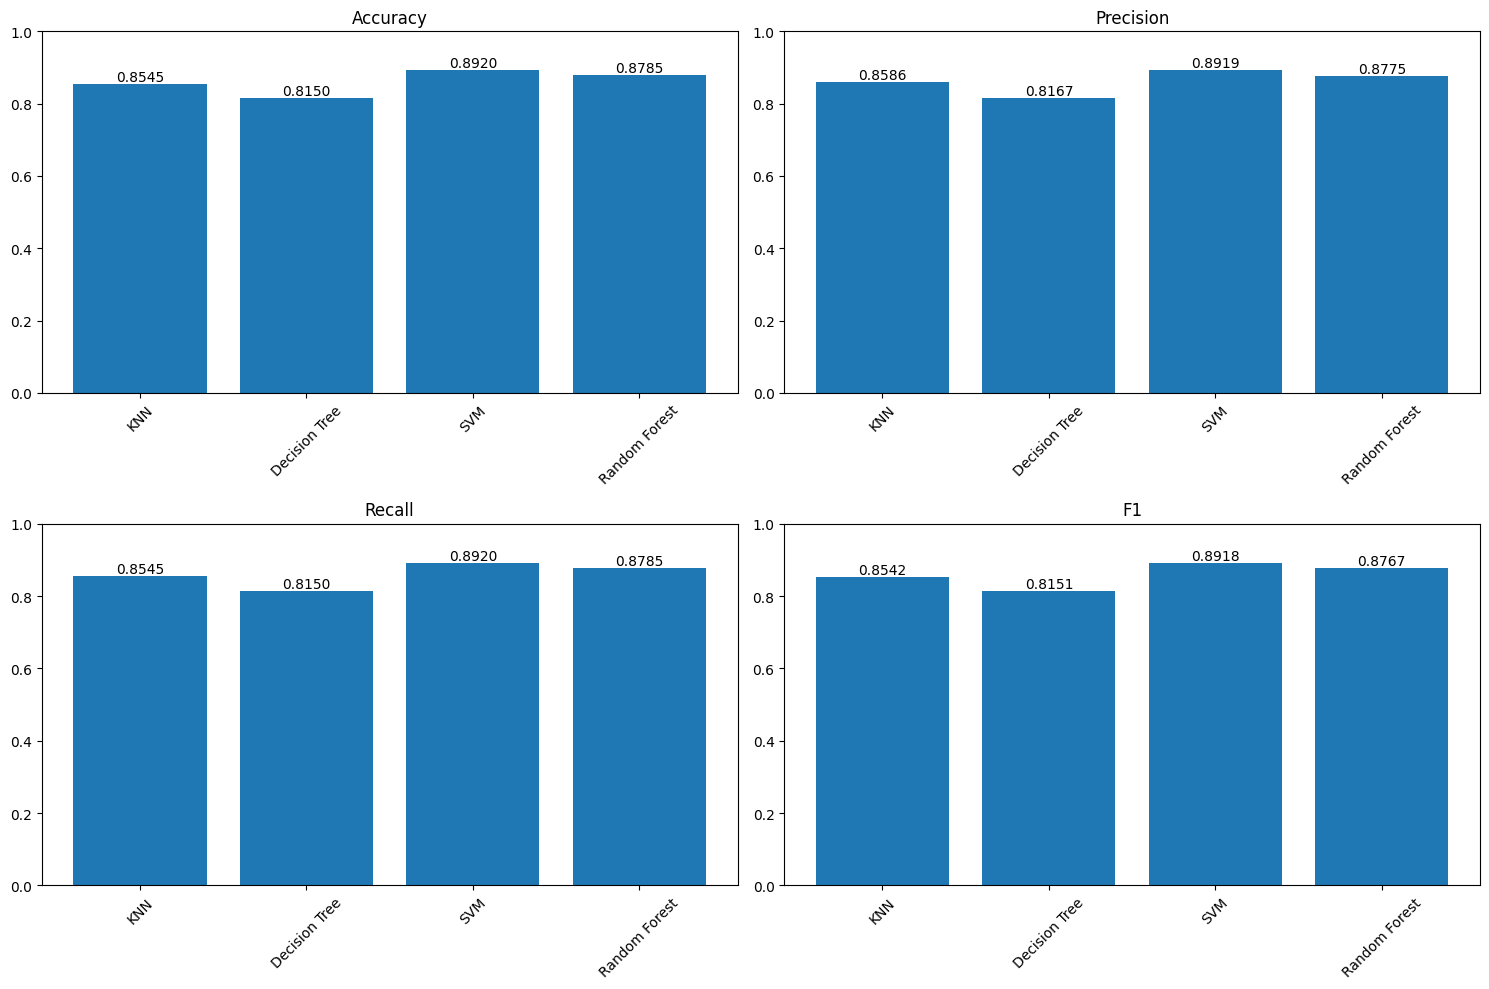 Accuracy
1.0
0.8
0.6
0.4
0.2
0.0
0.8545
0.8150
0.8920
0.8785
KNN
Decision Tree
SVM
Random Forest
Precision
1.0
0.8
0.6
0.4
0.2
0.0
0.8586
0.8167
0.8919
0.8775
KNN
Decision Tree
SVM
Random Forest
Recall
1.0
0.8
0.6
0.4
0.2
0.0
0.8545
0.8150
0.8920
0.8785
KNN
Decision Tree
SVM
Random Forest
F1
1.0
0.8
0.6
0.4
0.2
0.0
0.8542
0.8151
0.8918
0.8767
KNN
Decision Tree
SVM
Random Forest